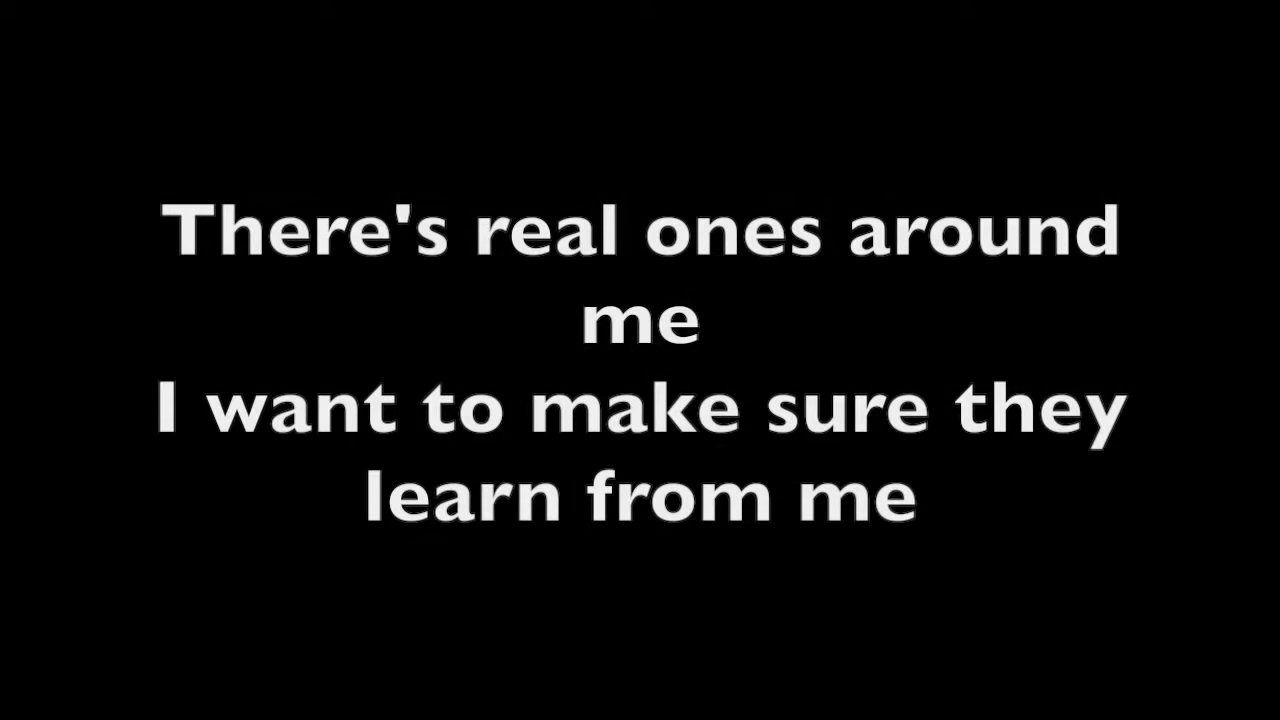 There's real ones around
me
I want to make sure they
learn from me